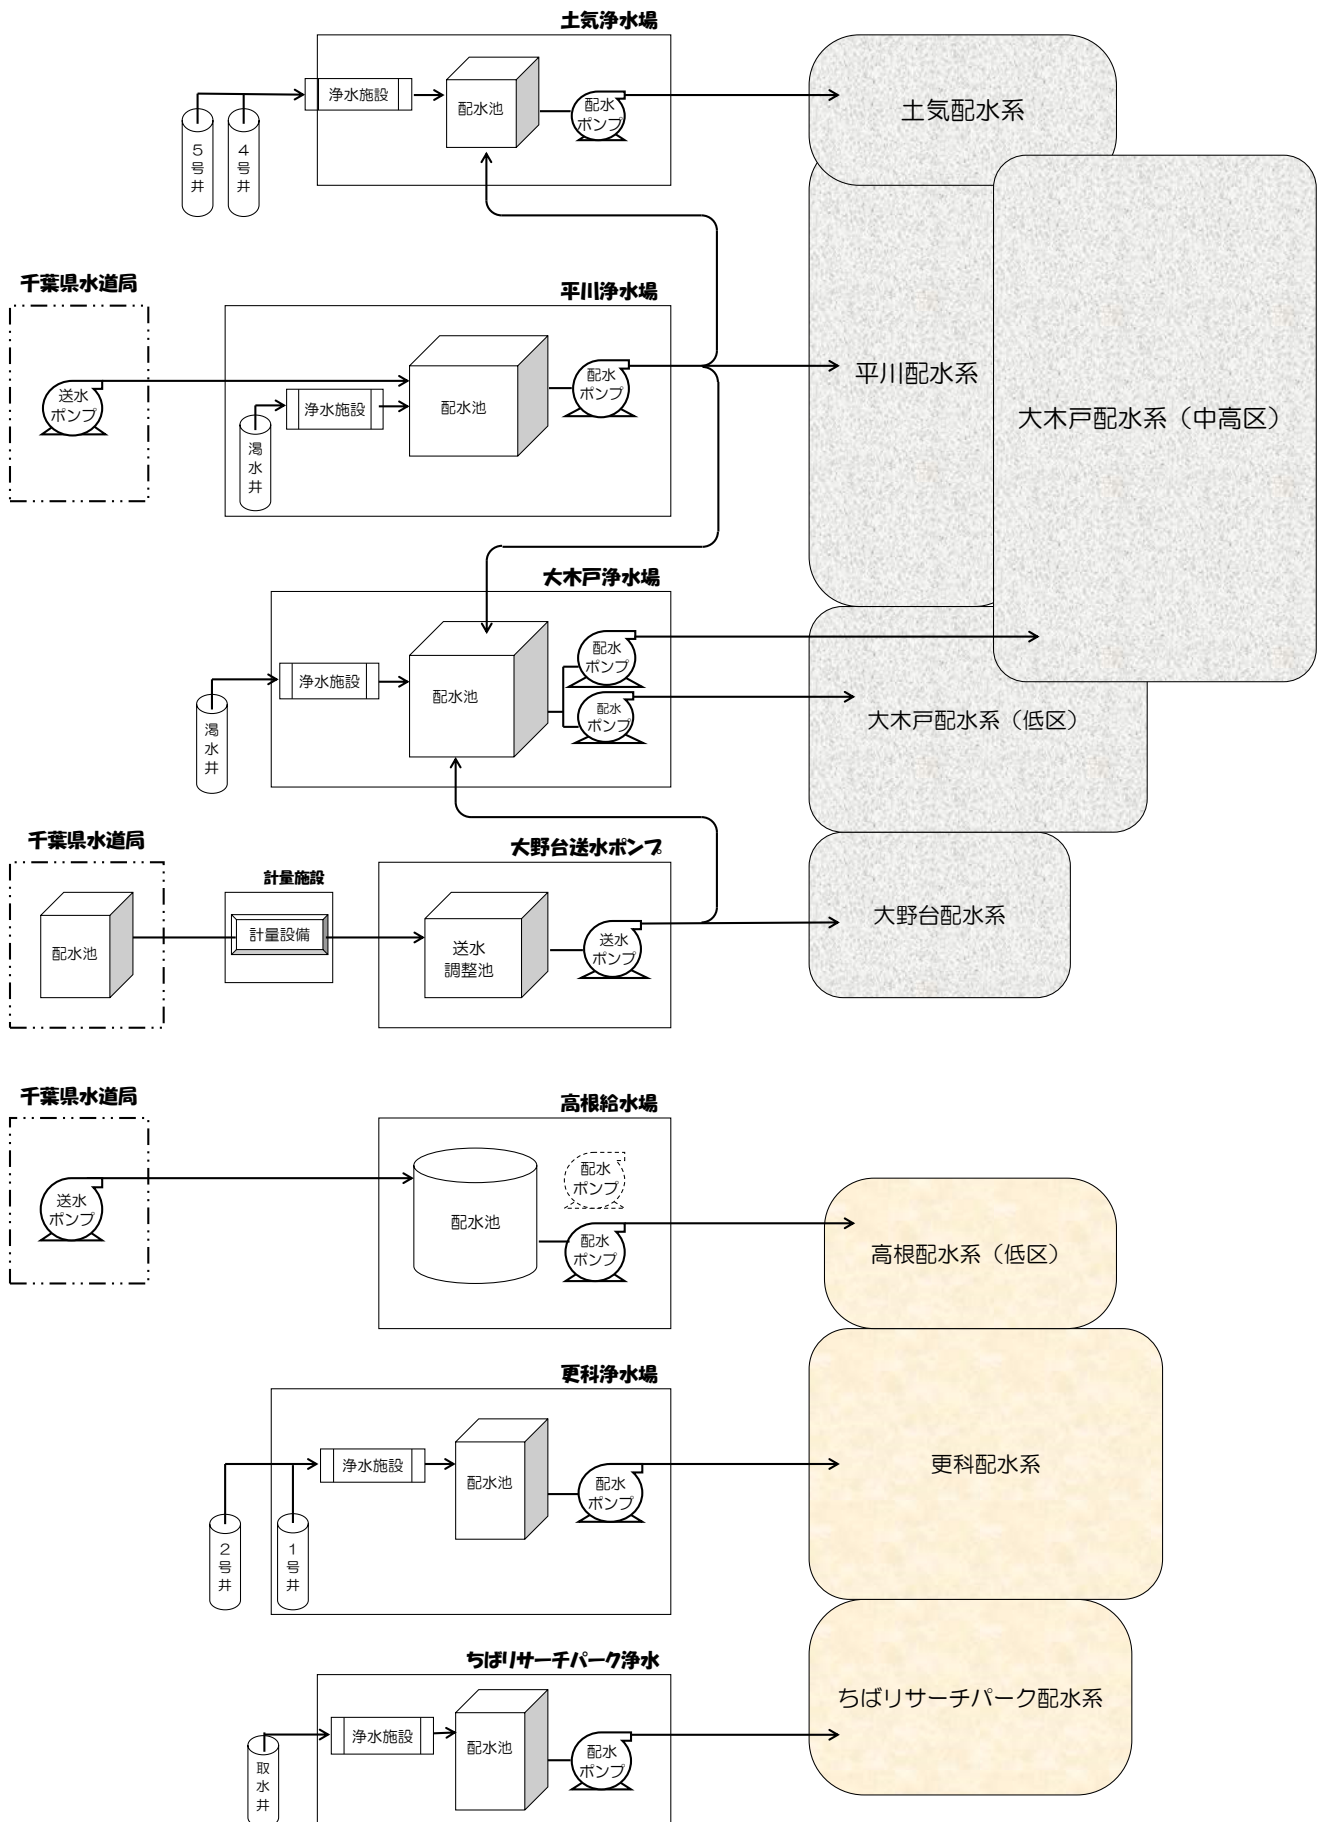 土気浄水場
浄水施設
配水池
配水
ポンプ
土気配水系
5
号
井
4
号
井
千葉県水道局
平川浄水場
送水
ポンプ
浄水施設
配水池
配水
ポンプ
渇
水
井
平川配水系
大木戸配水系（中高区）
大木戸浄水場
浄水施設
配水池
配水
ポンプ
配水
ポンプ
渇
水
井
大木戸配水系（低区）
千葉県水道局
配水池
計量施設
計量設備
大野台送水ポンプ
送水
調整池
送水
ポンプ
大野台配水系
千葉県水道局
送水
ポンプ
高根給水場
配水池
配水
ポンプ
配水
ポンプ
高根配水系（低区）
更科浄水場
浄水施設
配水池
配水
ポンプ
更科配水系
2
号
井
1
号
井
ちばリサーチパーク浄水
浄水施設
配水池
配水
ポンプ
取
水
井
ちばリサーチパーク配水系